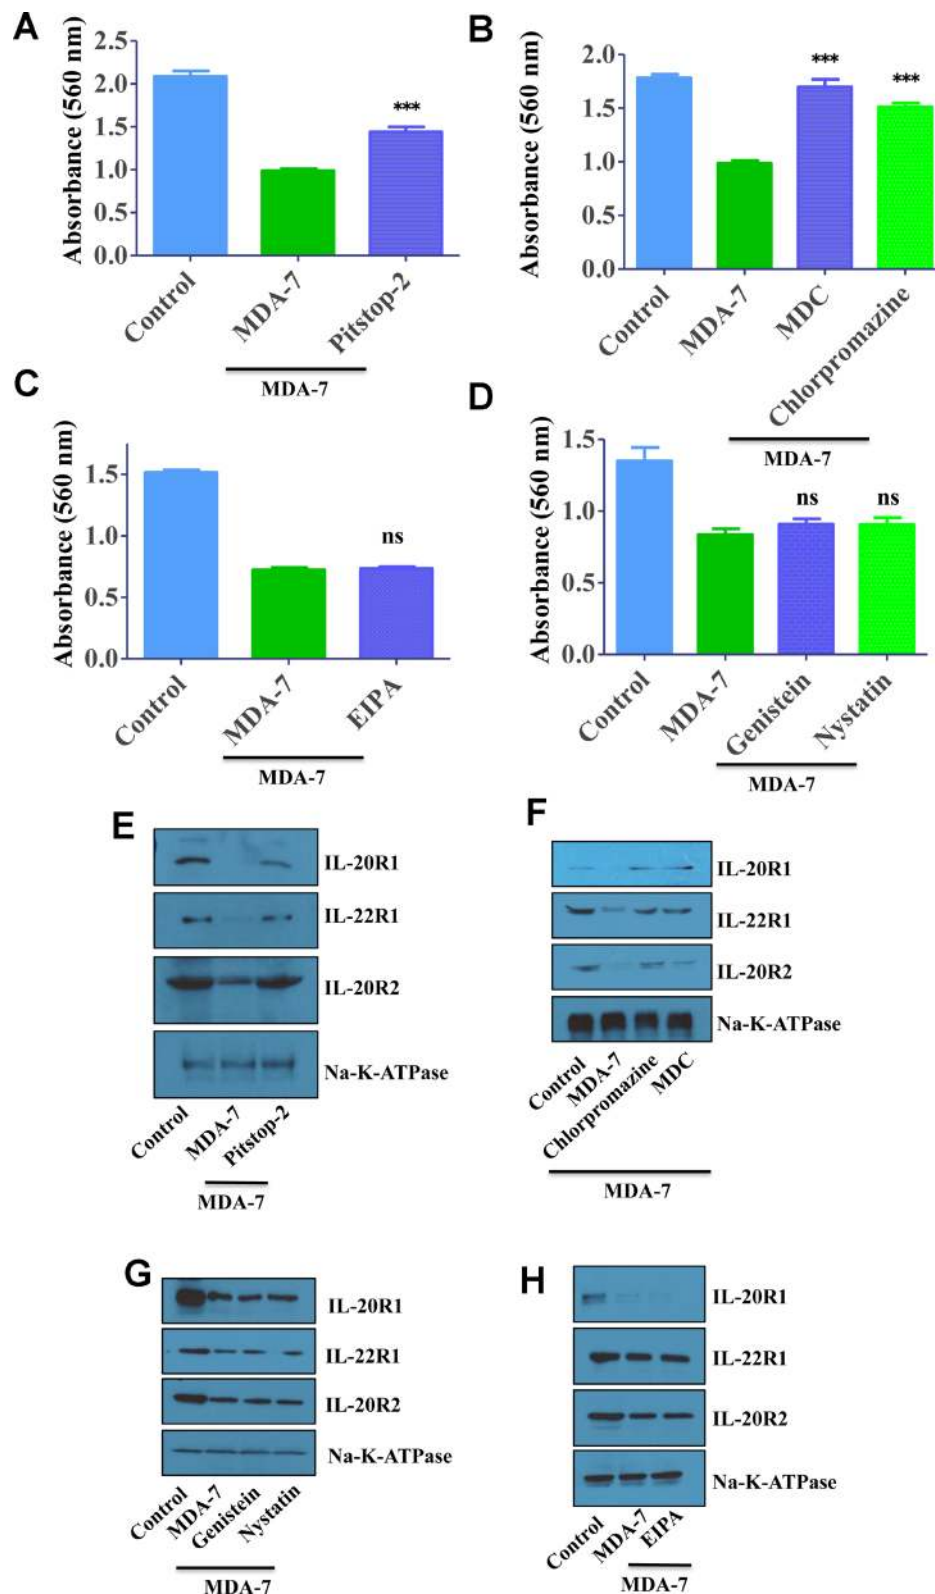 A
Absorbance (560 nm)
2.5
2.0
1.5
1.0
0.5
0.0
***
Control
MDA-7
Pitstop-2
MDA-7
B
Absorbance (560 nm)
2.0
1.5
1.0
0.5
0.0
***
***
Control
MDA-7
MDC
Chlorpromazine
MDA-7
C
Absorbance (560 nm)
1.5
1.0
0.5
0.0
ns
Control
MDA-7
EIPA
MDA-7
D
Absorbance (560 nm)
1.5
1.0
0.5
0.0
ns
ns
Control
MDA-7
Genistein
Nystatin
MDA-7
E
IL-20R1
IL-22R1
IL-20R2
Na-K-ATPase
Control
MDA-7
Pitstop-2
MDA-7
F
IL-20R1
IL-22R1
IL-20R2
Na-K-ATPase
Control
MDA-7
Chlorpromazine
MDC
MDA-7
G
IL-20R1
IL-22R1
IL-20R2
Na-K-ATPase
Control
MDA-7
Genistein
Nystatin
MDA-7
H
IL-20R1
IL-22R1
IL-20R2
Na-K-ATPase
Control
MDA-7
EIPA
MDA-7